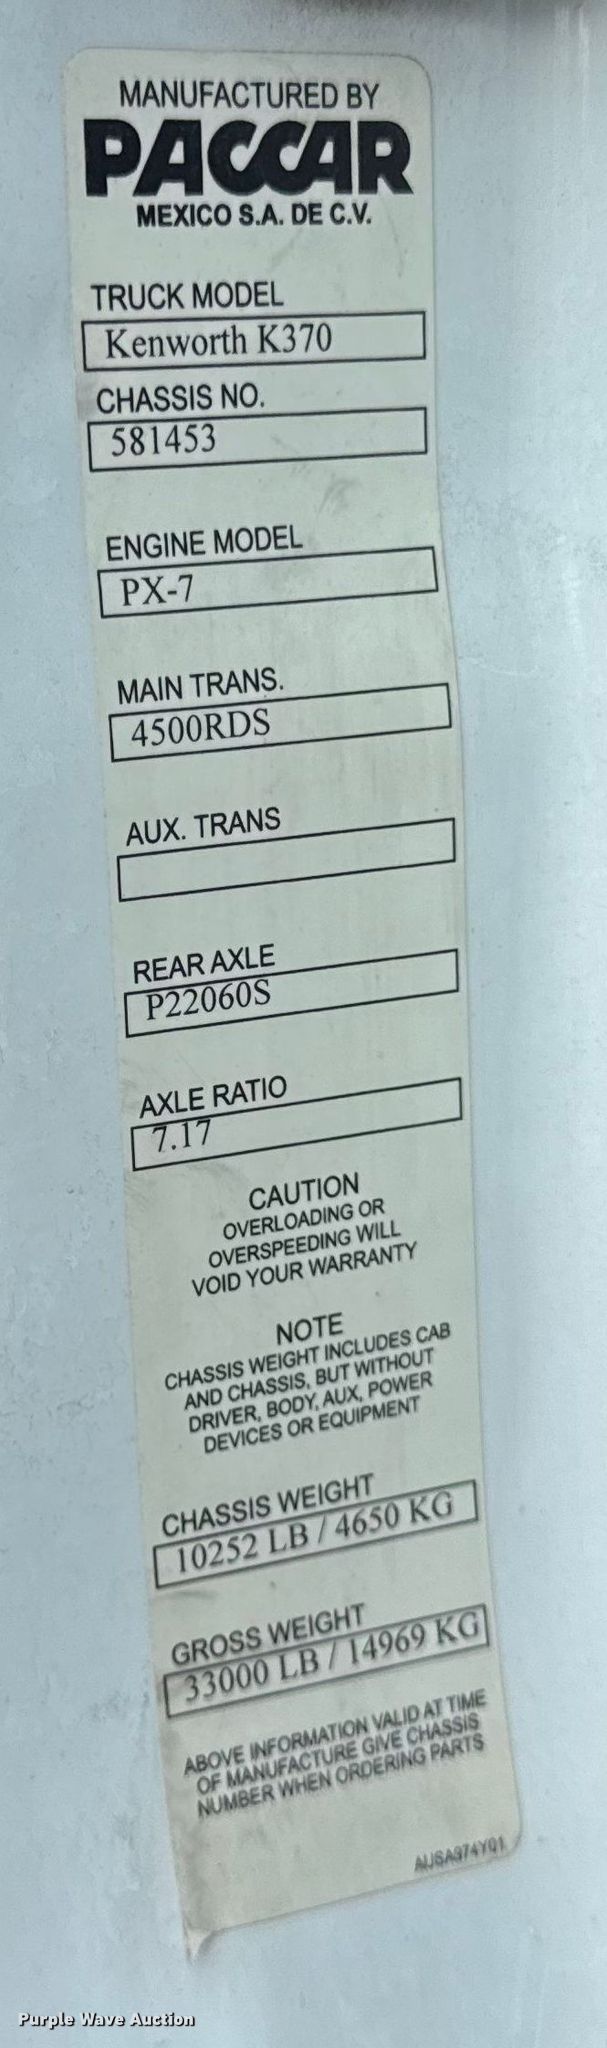 MANUFACTURED BY
PACCAR
MEXICO S.A. DE C.V.
TRUCK MODEL
Kenworth K370
CHASSIS NO.
581453
ENGINE MODEL
PX-7
MAIN TRANS.
4500RDS
AUX. TRANS
REAR AXLE
P22060S
AXLE RATIO
7.17
CAUTION
OVERLOADING OR
OVERSPEEDING WILL
VOID YOUR WARRANTY
NOTE
CHASSIS WEIGHT INCLUDES CAB
AND CHASSIS, BUT WITHOUT
DRIVER, BODY, AUX, POWER
DEVICES OR EQUIPMENT
CHASSIS WEIGHT
10252 LB / 4650 KG
GROSS WEIGHT
33000 LB / 14969 KG
ABOVE INFORMATION VALID AT TIME
OF MANUFACTURE GIVE CHASSIS
NUMBER WHEN ORDERING PARTS
AUSA974Y01
Purple Wave Auction